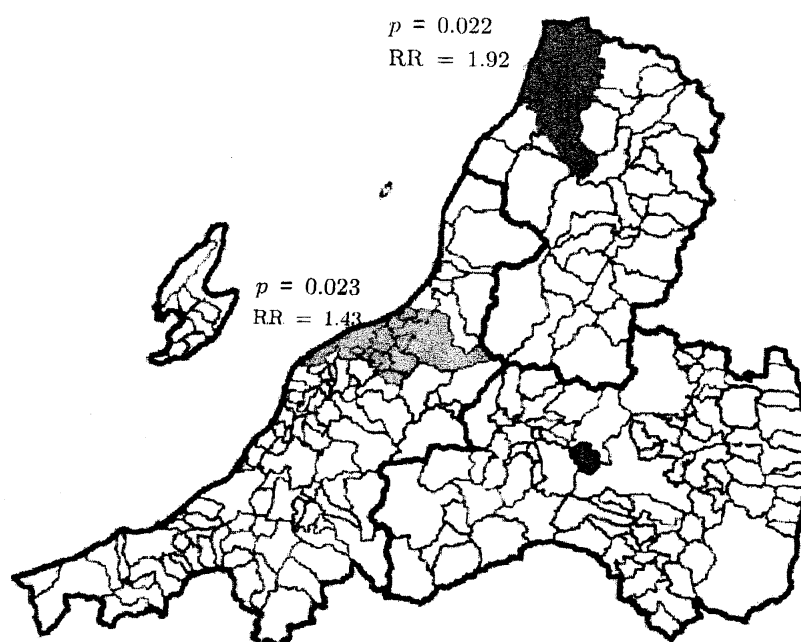 p = 0.022
RR = 1.92
p = 0.023
RR = 1.43